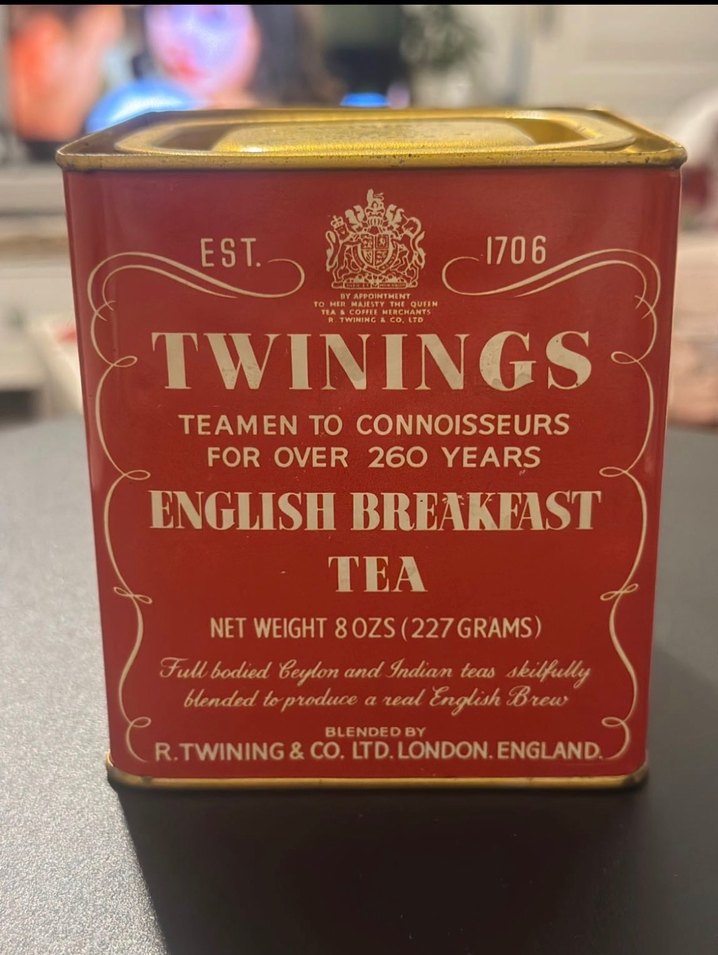 EST. 1706
BY APPOINTMENT
TO HER MAJESTY THE QUEEN
TEA & COFFEE MERCHANTS
R. TWINING & CO, LTD
TWININGS
TEAMEN TO CONNOISSEURS
FOR OVER 260 YEARS
ENGLISH BREAKFAST
TEA
NET WEIGHT 8 OZS (227 GRAMS)
Full bodied Ceylon and Indian teas skilfully
blended to produce a real English Brew
BLENDED BY
R. TWINING & CO. LTD. LONDON. ENGLAND.